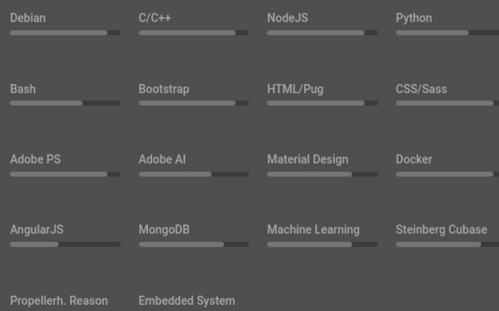 Debian C/C++ NodeJS Python
Bash Bootstrap HTML/Pug CSS/Sass
Adobe PS Adobe AI Material Design Docker
AngularJS MongoDB Machine Learning Steinberg Cubase
Propellerh. Reason Embedded System